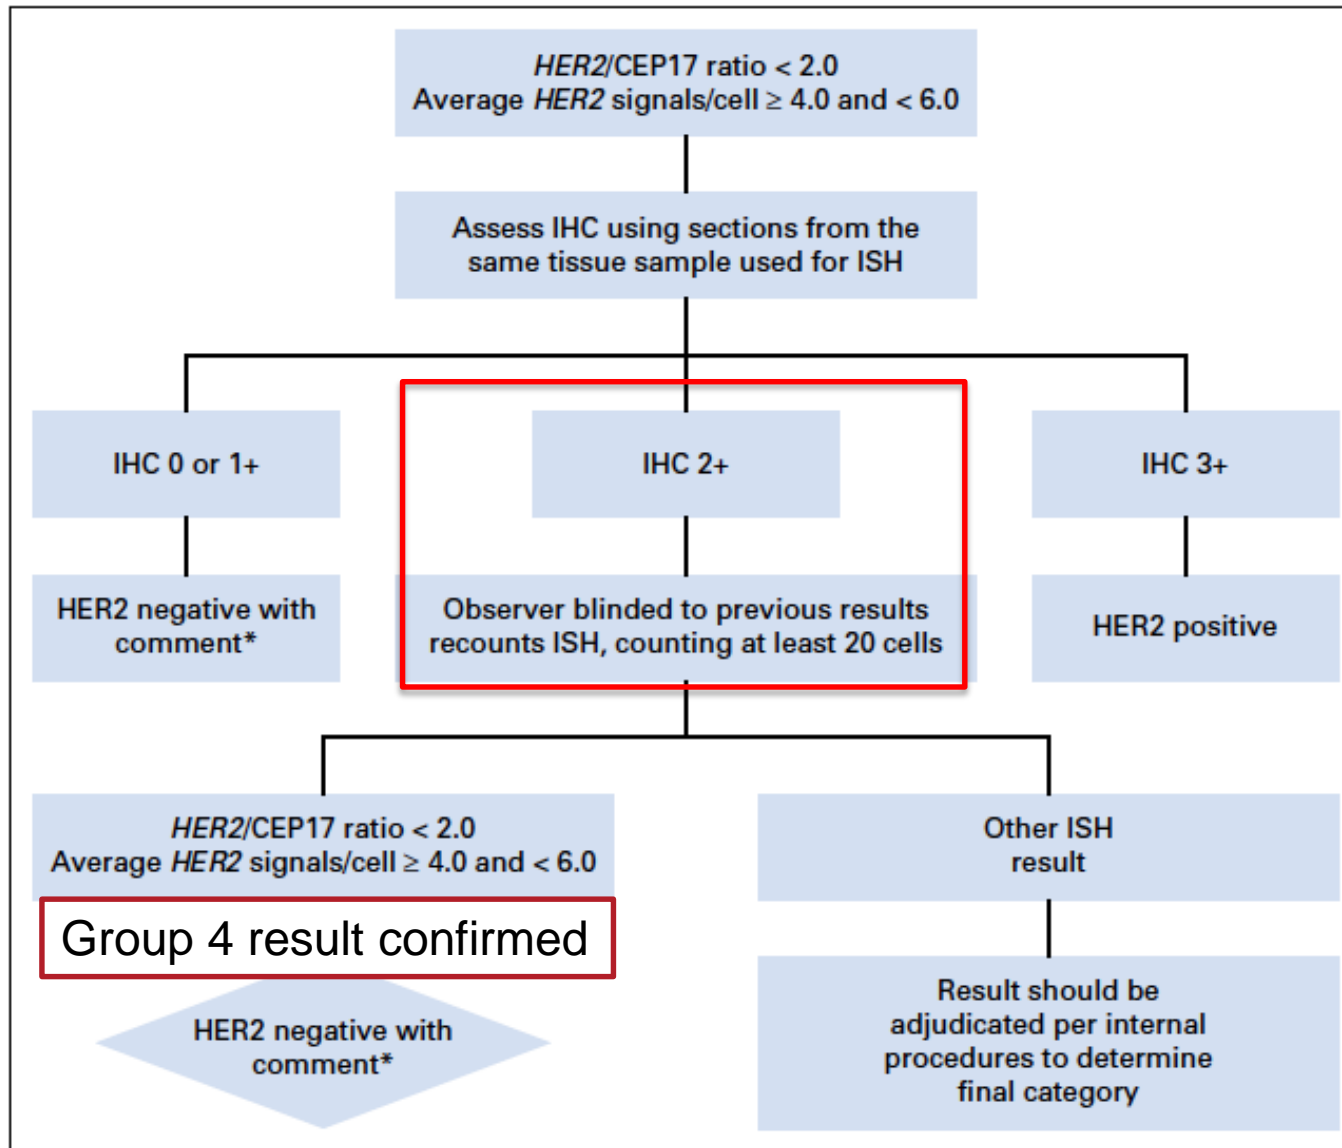 HER2/CEP17 ratio < 2.0
Average HER2 signals/cell ≥ 4.0 and < 6.0
Assess IHC using sections from the
same tissue sample used for ISH
IHC 0 or 1+
IHC 2+
IHC 3+
HER2 negative with
comment*
Observer blinded to previous results
recounts ISH, counting at least 20 cells
HER2 positive
HER2/CEP17 ratio < 2.0
Average HER2 signals/cell ≥ 4.0 and < 6.0
Other ISH
result
Group 4 result confirmed
HER2 negative with
comment*
Result should be
adjudicated per internal
procedures to determine
final category